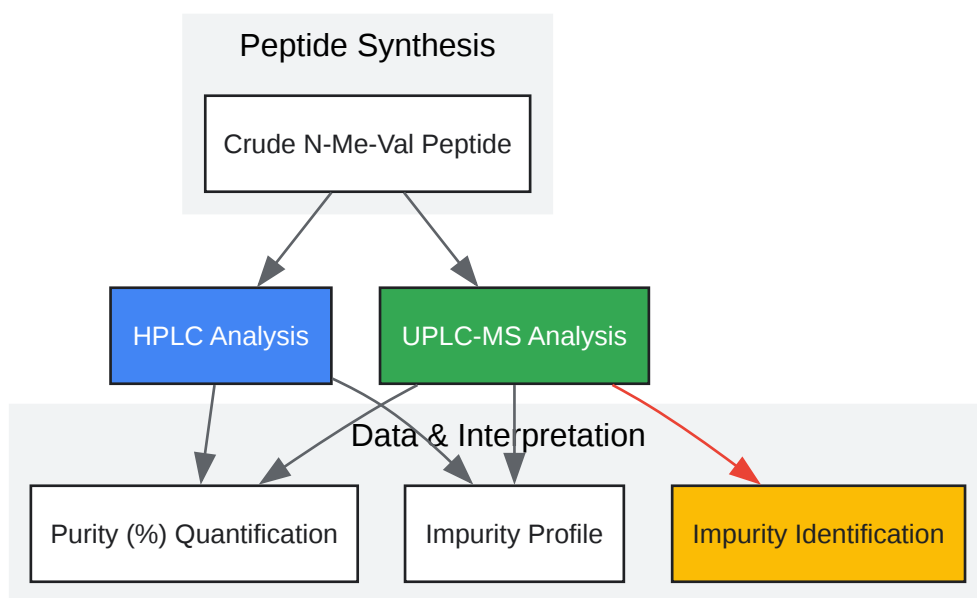 Peptide Synthesis
Crude N-Me-Val Peptide
HPLC Analysis
UPLC-MS Analysis
Data & Interpretation
Purity (%) Quantification
Impurity Profile
Impurity Identification